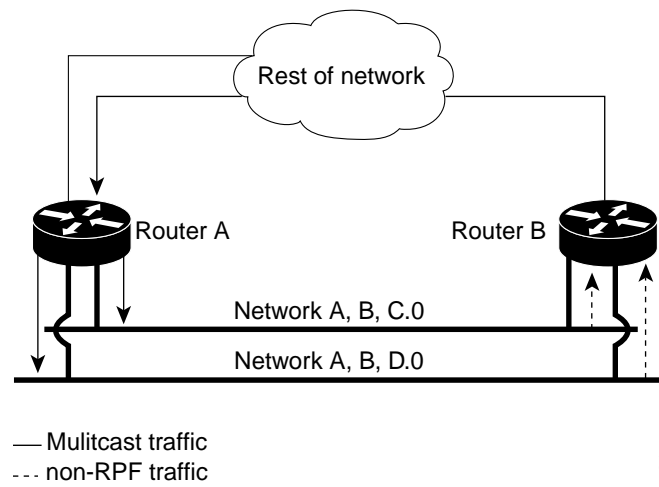 Rest of network
Router A
Router B
Network A, B, C.0
Network A, B, D.0
Mulitcast traffic
non-RPF traffic